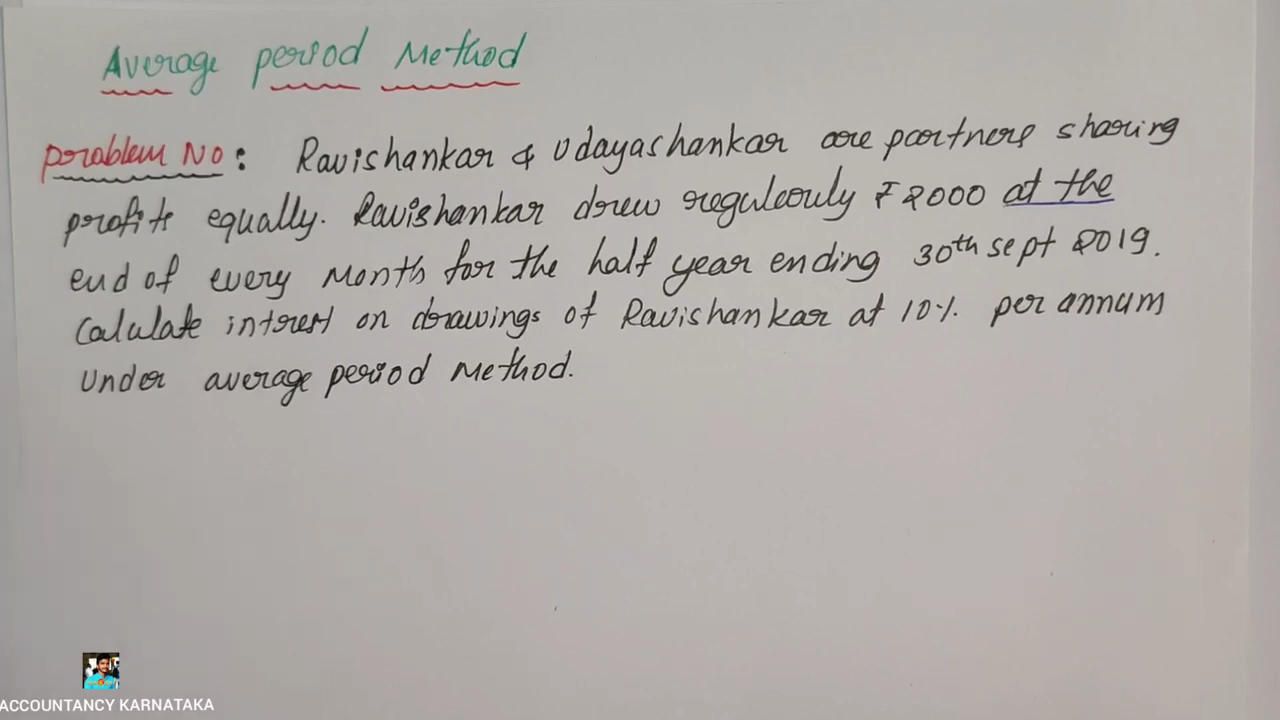 Average period Method
problem No: Ravishankar & Udayashankar are partners sharing
profits equally. Ravishankar drew regularly ₹2000 at the
end of every Month for the half year ending 30th sept 2019.
Calulate interest on drawings of Ravishankar at 10% per annum
Under average period Method.
ACCOUNTANCY KARNATAKA